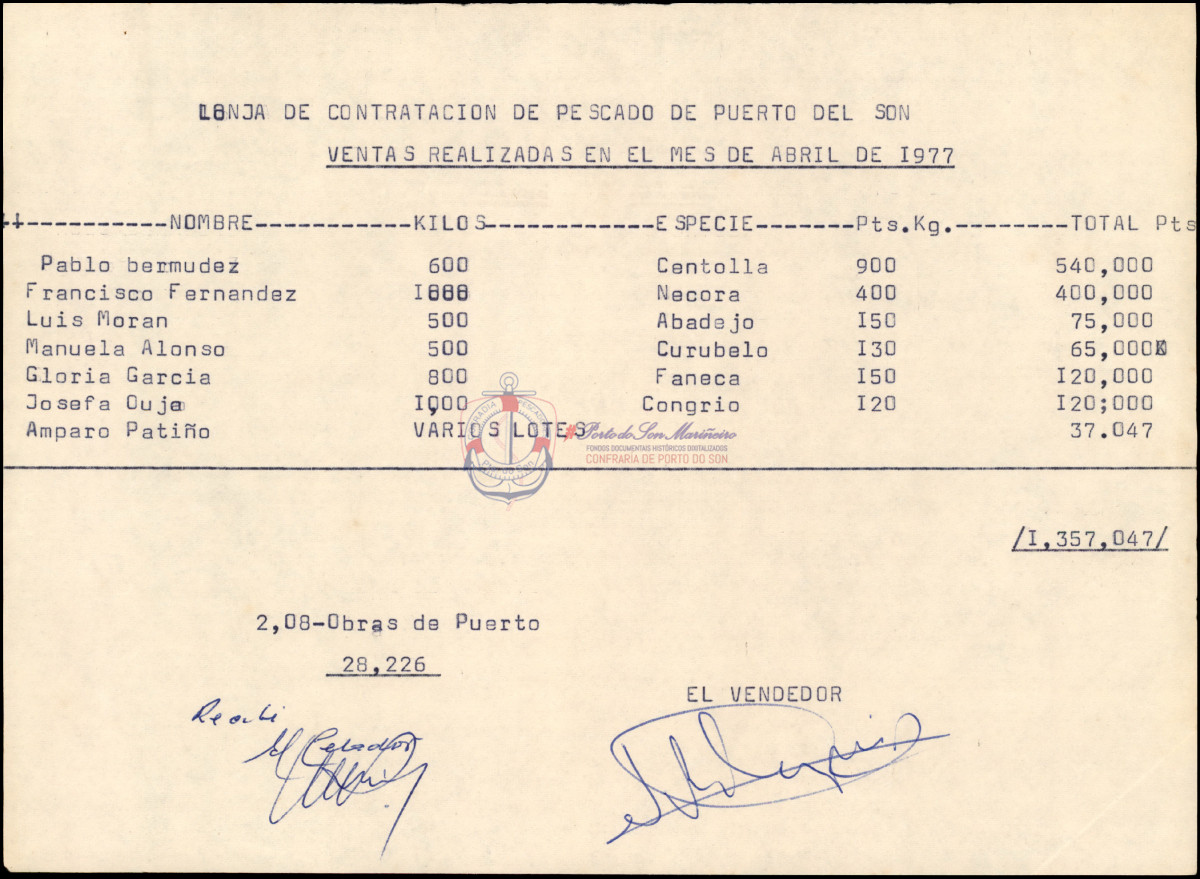 LONJA DE CONTRATACION DE PESCADO DE PUERTO DEL SON
VENTAS REALIZADAS EN EL MES DE ABRIL DE I977
NOMBRE------------KILOS------------ESPECIE-------Pts.Kg.--------TOTAL Pts
Pablo bermudez 600 Centolla 900 540,000
Francisco Fernandez I000 Necora 400 400,000
Luis Moran 500 Abadejo I50 75,000
Manuela Alonso 500 Curubelo I30 65,000
Gloria Garcia 800 Faneca I50 I20,000
Josefa Ouja I,000 Congrio I20 I20;000
Amparo Patiño VARIOS LOTES 37.047
#Porto do Son Mariñeiro
FONDOS DOCUMENTAIS HISTÓRICOS DIXITALIZADOS
CONFRARÍA DE PORTO DO SON
/I,357,047/
2,08-Obras de Puerto
28,226
EL VENDEDOR
Recibi
El Celador